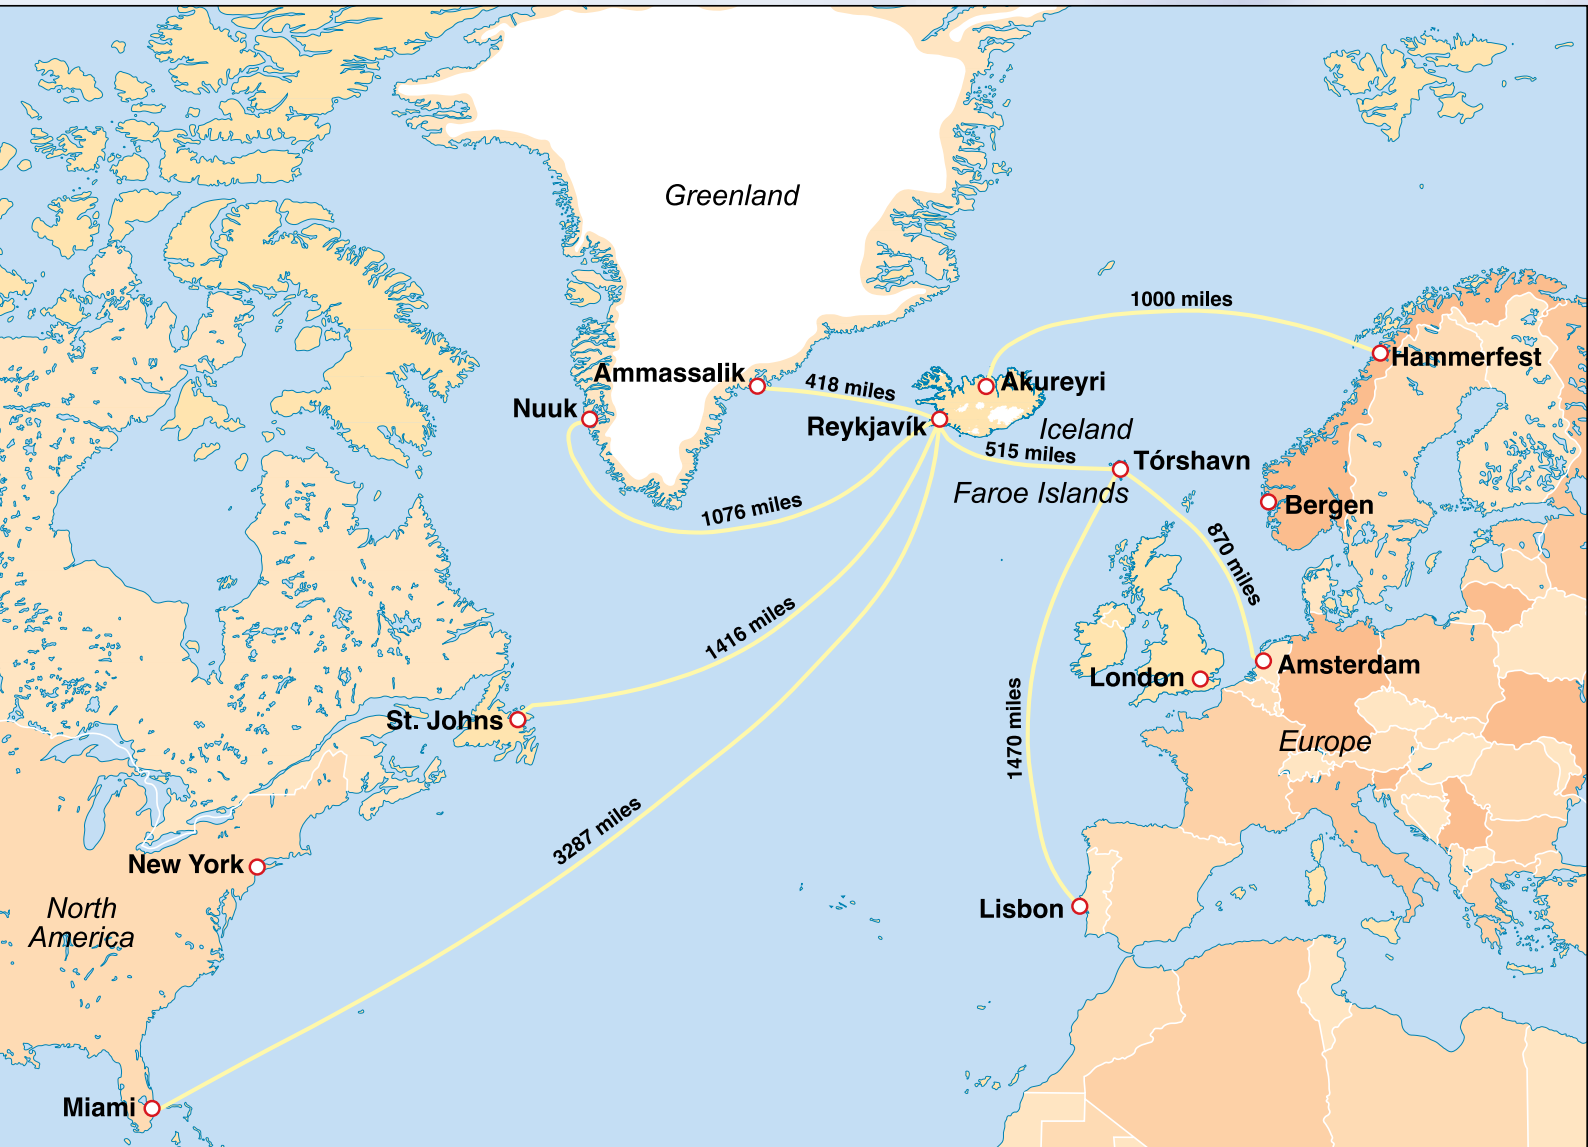 Greenland
1000 miles
Hammerfest
Ammassalik
418 miles
Akureyri
Nuuk
Reykjavík
Iceland
515 miles
Tórshavn
Faroe Islands
1076 miles
Bergen
870 miles
1416 miles
London
Amsterdam
St. Johns
1470 miles
Europe
3287 miles
New York
Lisbon
North
America
Miami